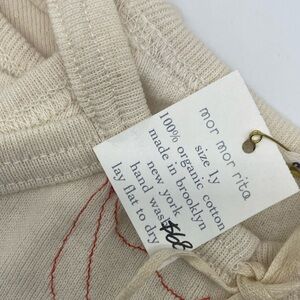 mor mor rita
size 1y
100% organic cotton
made in brooklyn
new york
hand wash
lay flat to dry
$68